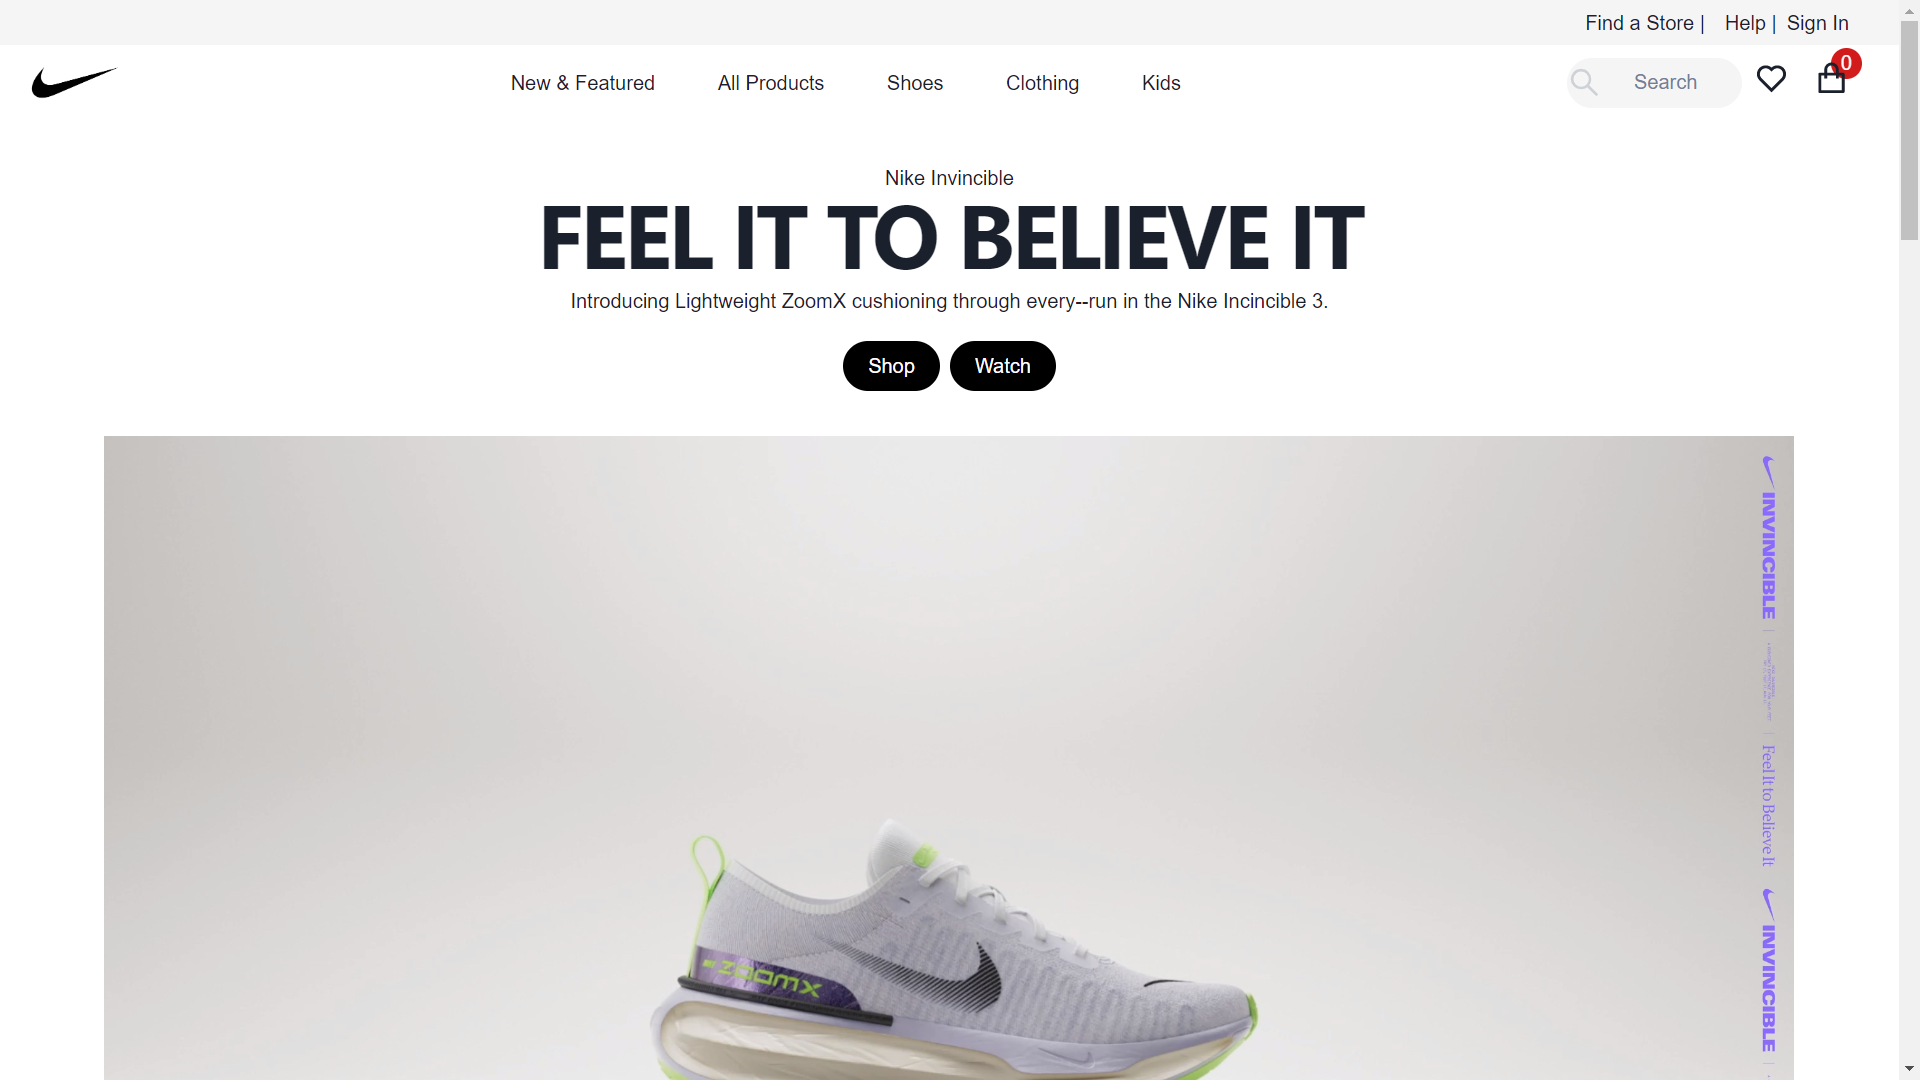 Find a Store | Help | Sign In
New & Featured All Products Shoes Clothing Kids Search 0
Nike Invincible
FEEL IT TO BELIEVE IT
Introducing Lightweight ZoomX cushioning through every--run in the Nike Incincible 3.
Shop Watch
INVINCIBLE
Feel It to Believe It
INVINCIBLE
ZOOMX